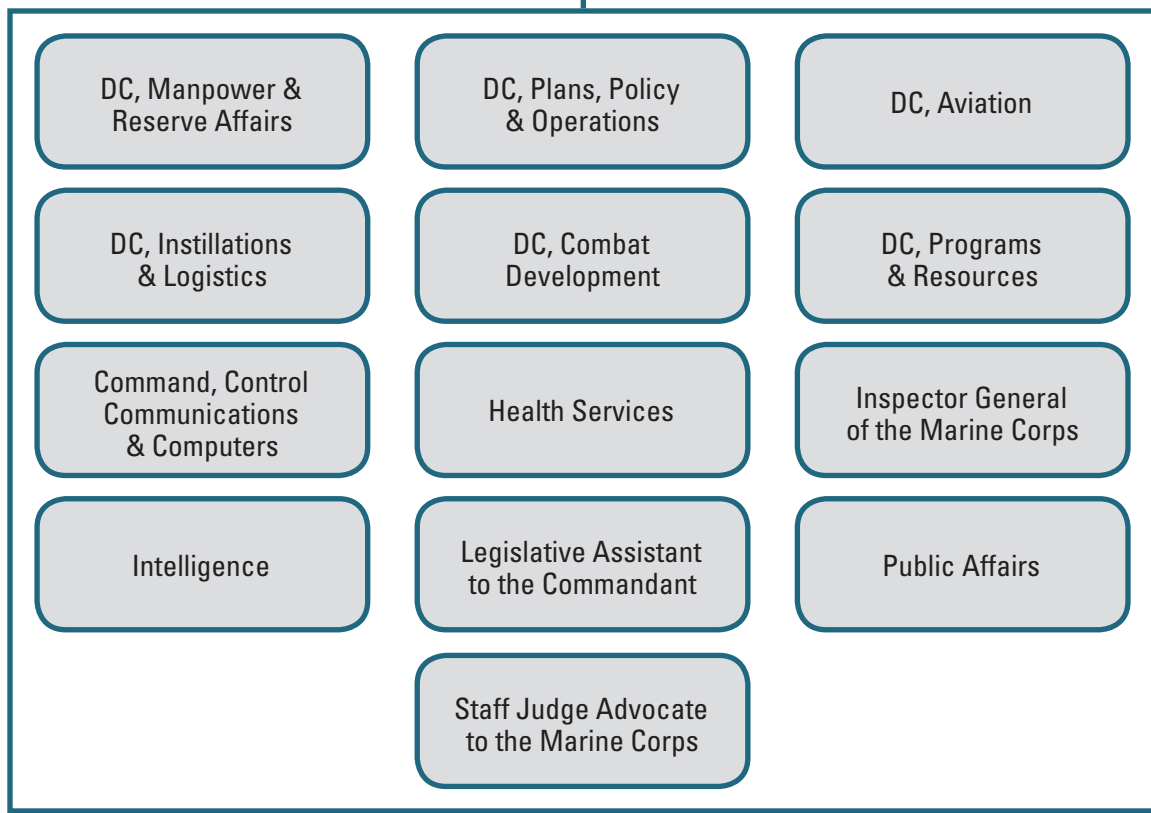 DC, Manpower &
Reserve Affairs
DC, Plans, Policy
& Operations
DC, Aviation
DC, Instillations
& Logistics
DC, Combat
Development
DC, Programs
& Resources
Command, Control
Communications
& Computers
Health Services
Inspector General
of the Marine Corps
Intelligence
Legislative Assistant
to the Commandant
Public Affairs
Staff Judge Advocate
to the Marine Corps